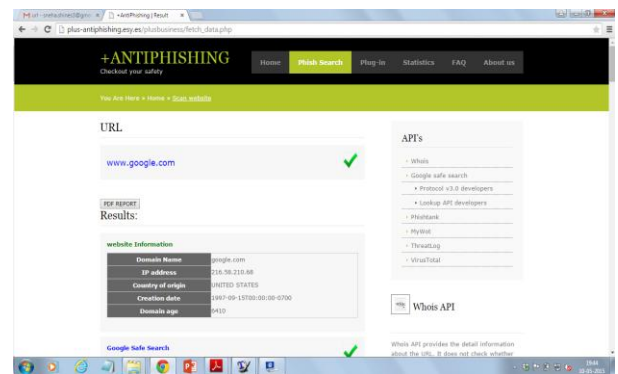 +AntiPhishing | Result
plus-antiphishing.esy.es/plusbusiness/fetch_data.php
+ANTIPHISHING
Checkout your safety
Home
Phish Search
Plug-in
Statistics
FAQ
About us
You Are Here » Home » Scan website
URL
www.google.com
PDF REPORT
Results:
website Information
Domain Name google.com
IP address 216.58.210.68
Country of origin UNITED STATES
Creation date 1997-09-15T00:00:00-0700
Domain age 6410
Google Safe Search
API's
Whois
Google safe search
Protocol v3.0 developers
Lookup API developers
Phishtank
MyWot
ThreatLog
VirusTotal
Whois API
Whois API provides the detail information
about the URL. It does not check whether
1944